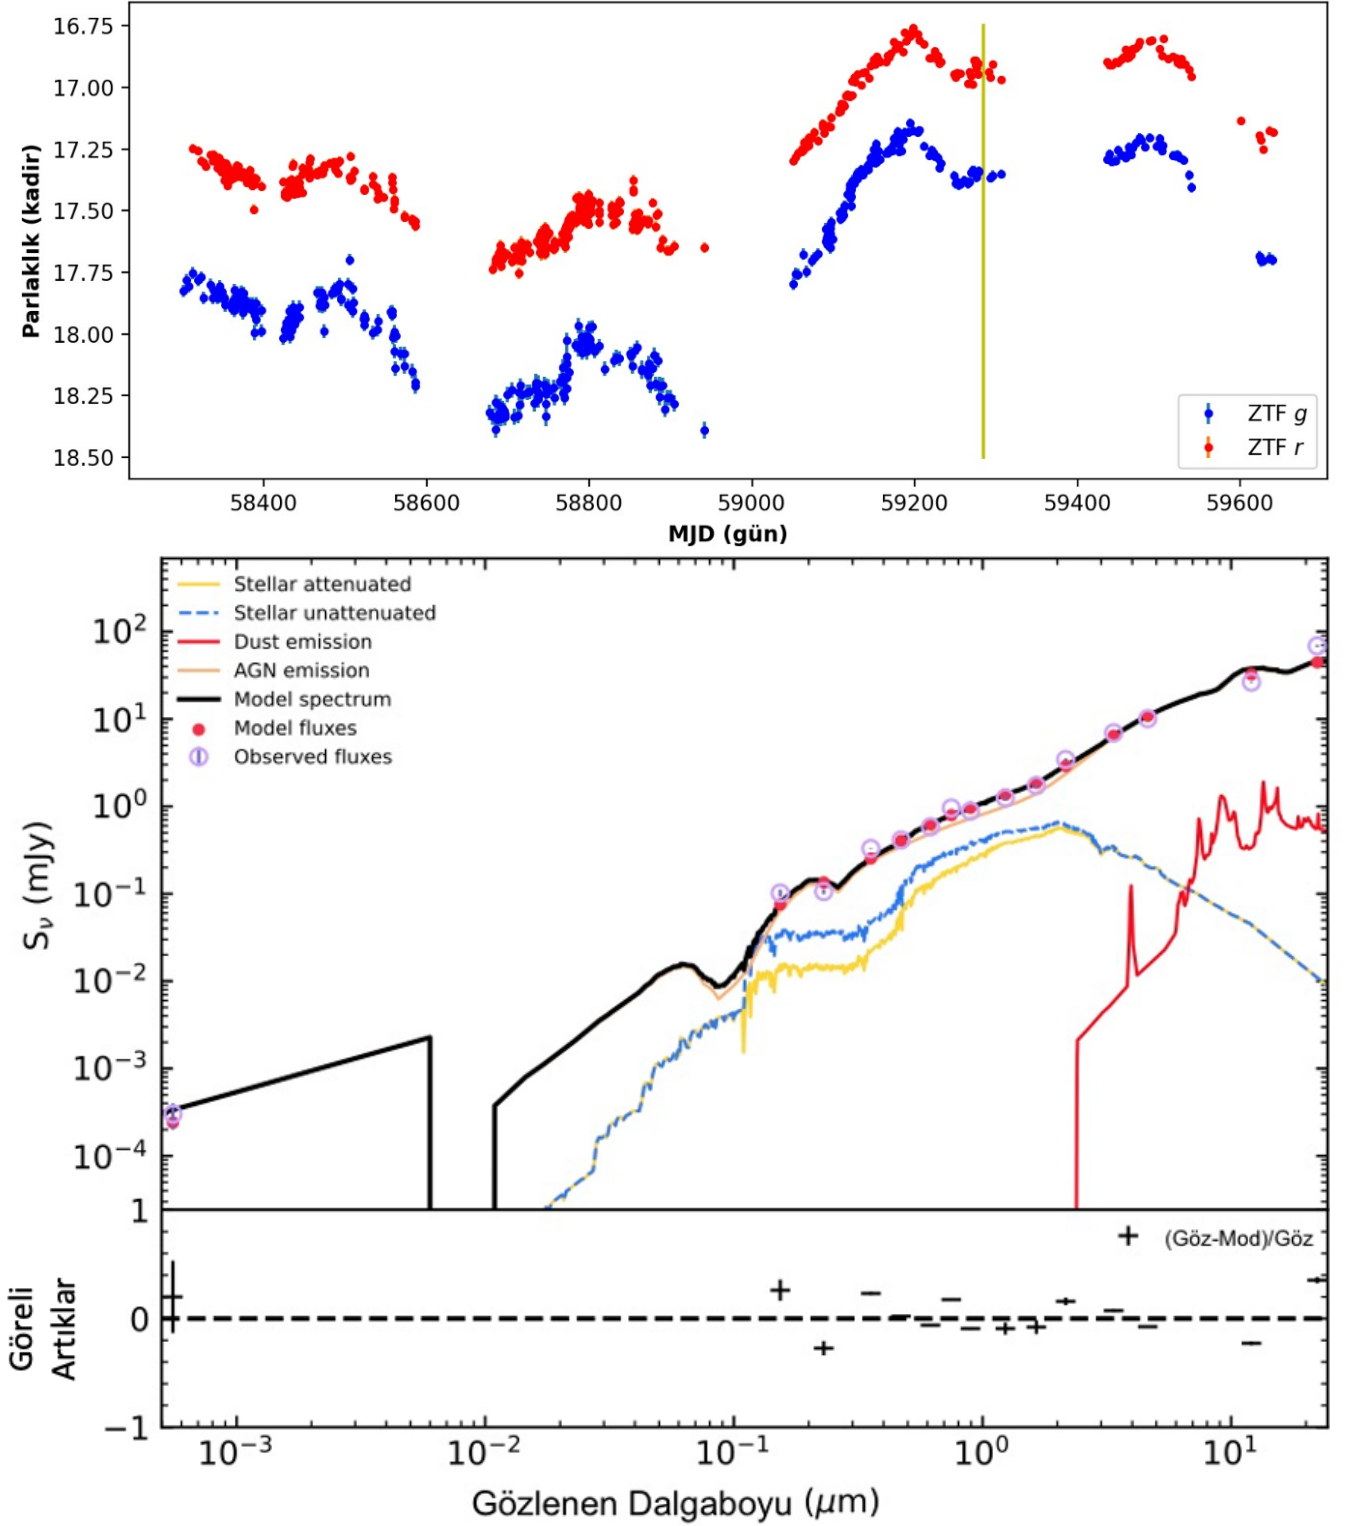 16.75
17.00
17.25
17.50
17.75
18.00
18.25
18.50
Parlaklık (kadir)
ZTF g
ZTF r
58400 58600 58800 59000 59200 59400 59600
MJD (gün)
Stellar attenuated
Stellar unattenuated
Dust emission
AGN emission
Model spectrum
Model fluxes
Observed fluxes
10²
10¹
10⁰
10⁻¹
10⁻²
10⁻³
10⁻⁴
Sᵥ (mJy)
1
0
−1
Göreli
Artıklar
(Göz-Mod)/Göz
10⁻³ 10⁻² 10⁻¹ 10⁰ 10¹
Gözlenen Dalgaboyu (μm)